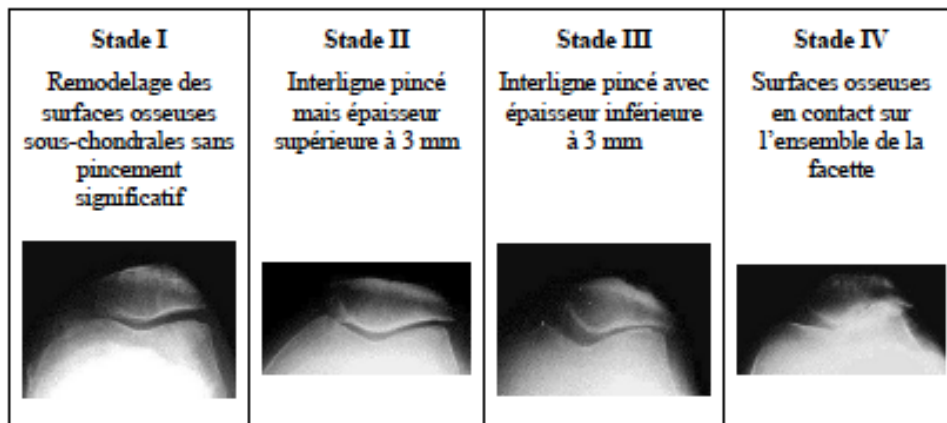 Stade I
Remodelage des
surfaces osseuses
sous-chondrales sans
pincement
significatif
Stade II
Interligne pincé
mais épaisseur
supérieure à 3 mm
Stade III
Interligne pincé avec
épaisseur inférieure
à 3 mm
Stade IV
Surfaces osseuses
en contact sur
l'ensemble de la
facette